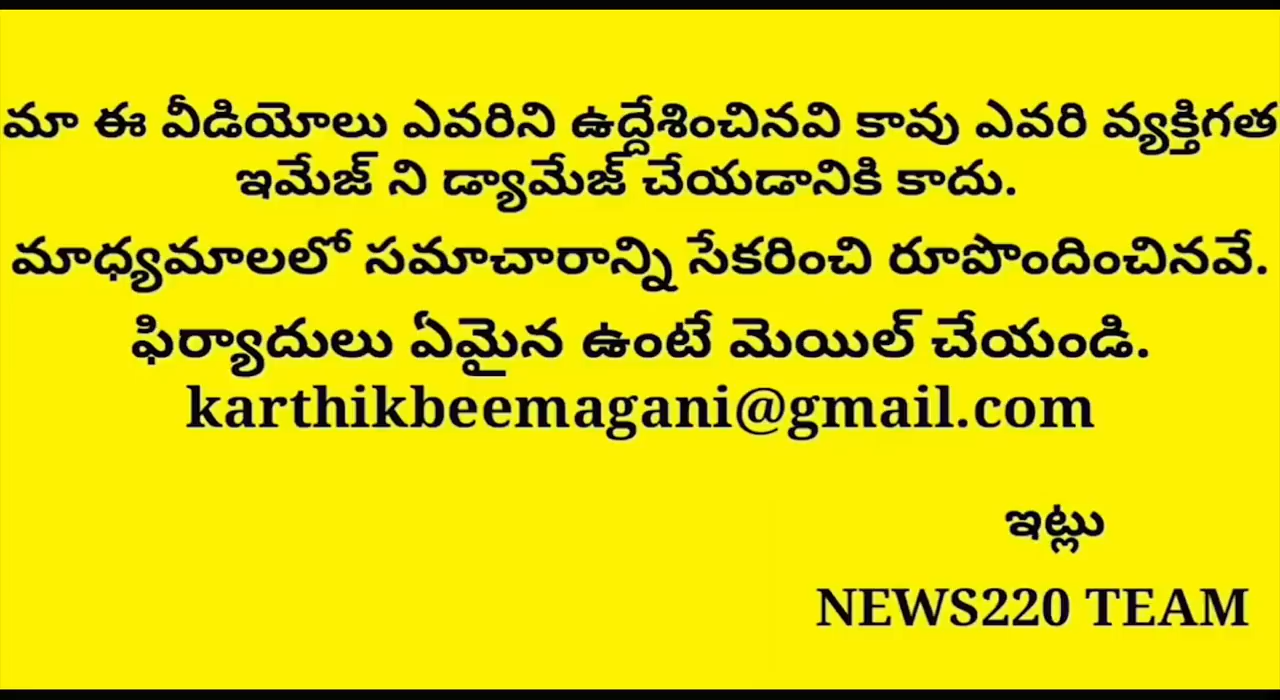 మా ఈ వీడియోలు ఎవరిని ఉద్దేశించినవి కావు ఎవరి వ్యక్తిగత
ఇమేజ్ ని డ్యామేజ్ చేయడానికి కాదు.
మాధ్యమాలలో సమాచారాన్ని సేకరించి రూపొందించినవే.
ఫిర్యాదులు ఏమైన ఉంటే మెయిల్ చేయండి.
karthikbeemagani@gmail.com
ఇట్లు
NEWS220 TEAM